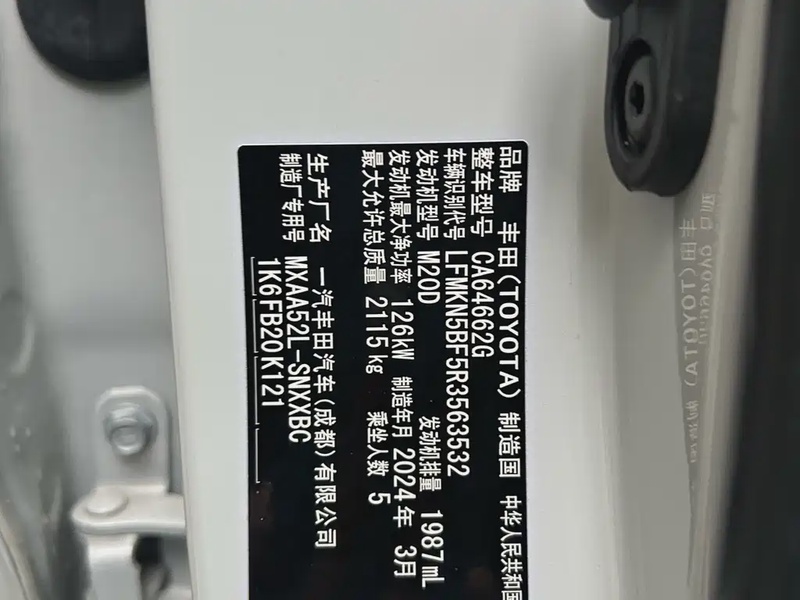 品牌 丰田(TOYOTA) 制造国 中华人民共和国
整车型号 CA64662G
车辆识别代号 LFMKN5BF5R3563532
发动机型号 M20D 发动机排量 1987mL
发动机最大净功率 126kW 制造年月 2024年 3月
最大允许总质量 2115kg 乘坐人数 5
生产厂名 一汽丰田汽车(成都)有限公司
制造厂专用号 MXAA52L-SNXXBC
1K6FB20K121